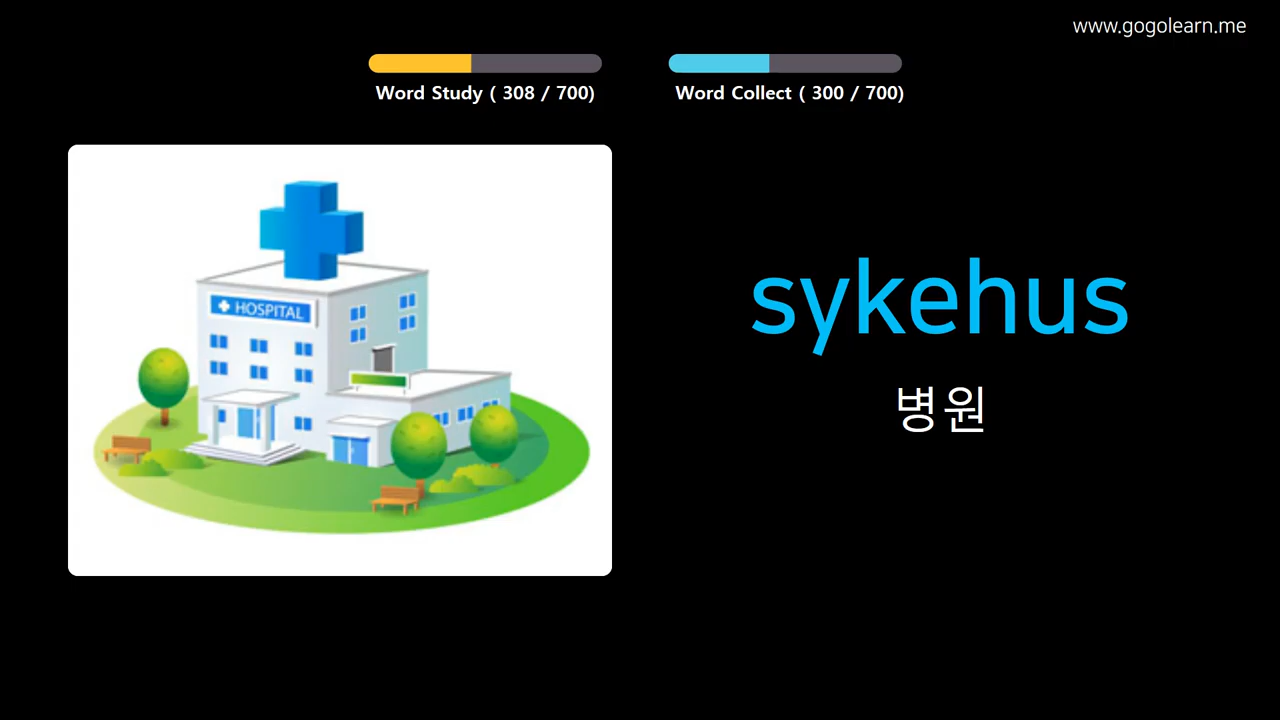 www.gogolearn.me
Word Study ( 308 / 700)
Word Collect ( 300 / 700)
HOSPITAL
sykehus
병원